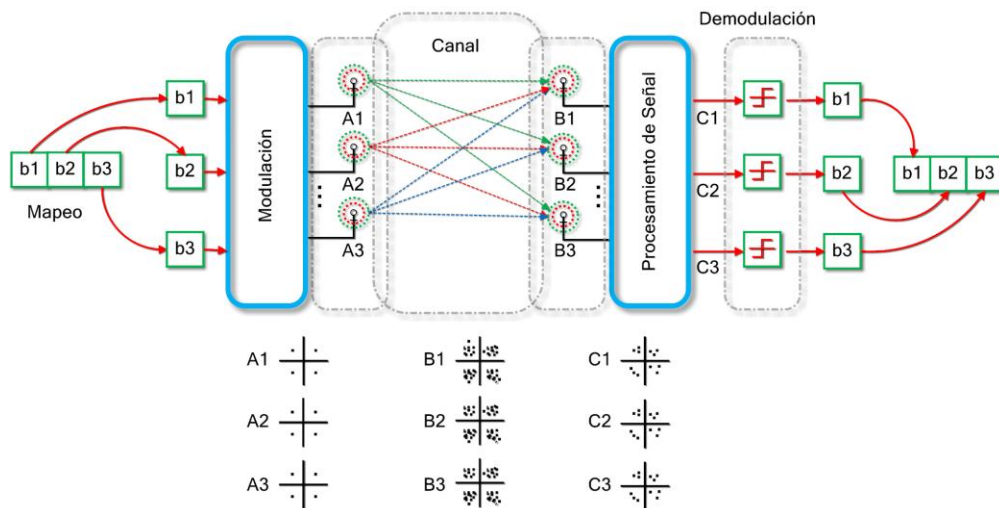 Demodulación
Canal
b1
b2
b3
b1 b2 b3
Mapeo
Modulación
A1
A2
A3
B1
B2
B3
Procesamiento de Señal
C1
C2
C3
b1
b2
b3
b1 b2 b3
A1 B1 C1
A2 B2 C2
A3 B3 C3